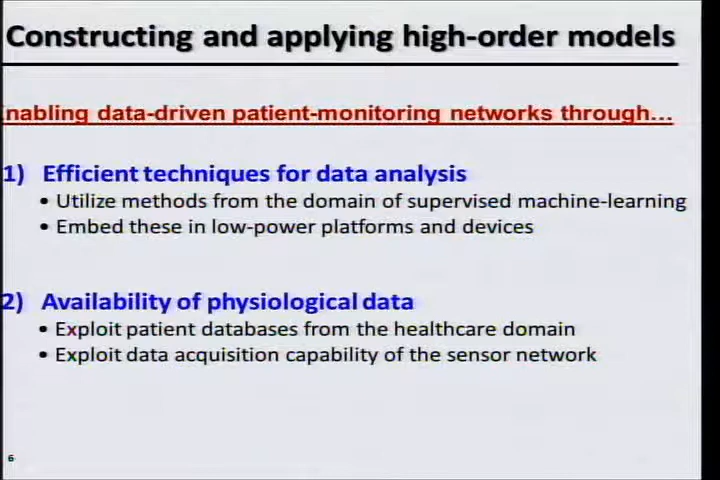 Constructing and applying high-order models
nabling data-driven patient-monitoring networks through...
1) Efficient techniques for data analysis
• Utilize methods from the domain of supervised machine-learning
• Embed these in low-power platforms and devices
2) Availability of physiological data
• Exploit patient databases from the healthcare domain
• Exploit data acquisition capability of the sensor network
6